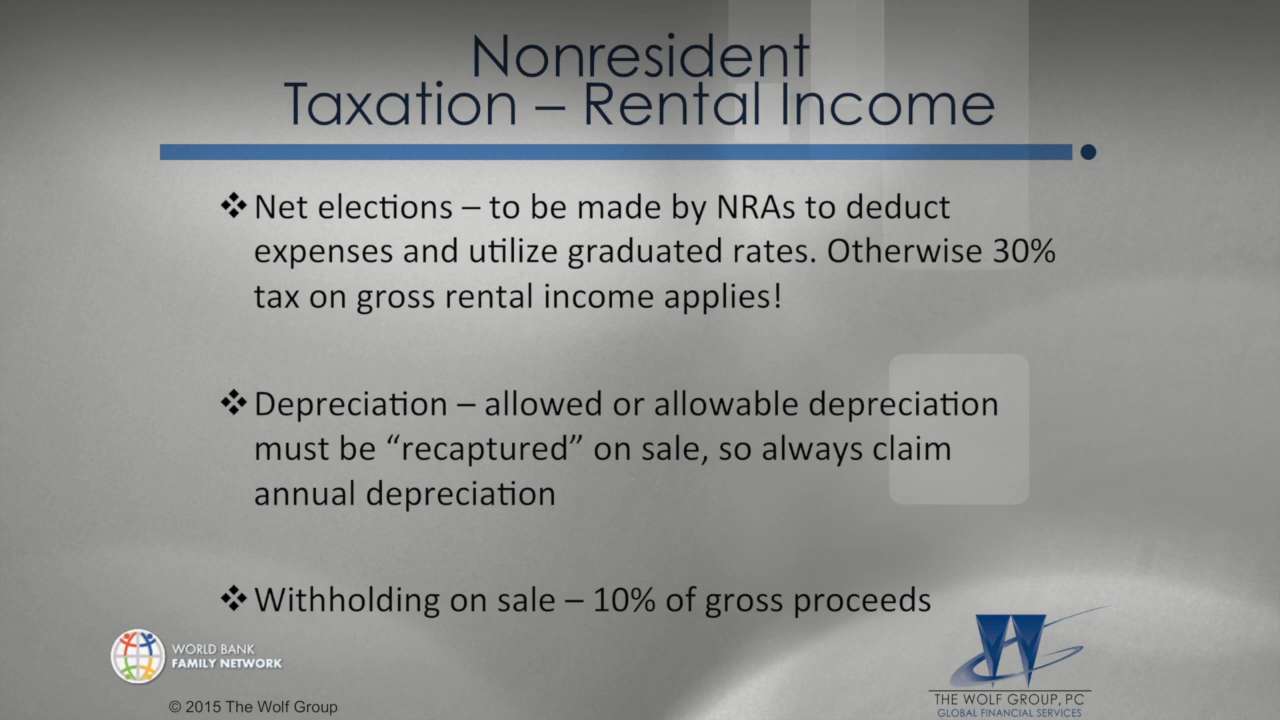 Nonresident
Taxation – Rental Income
❖ Net elections – to be made by NRAs to deduct
expenses and utilize graduated rates. Otherwise 30%
tax on gross rental income applies!
❖ Depreciation – allowed or allowable depreciation
must be “recaptured” on sale, so always claim
annual depreciation
❖ Withholding on sale – 10% of gross proceeds
WORLD BANK
FAMILY NETWORK
© 2015 The Wolf Group
W
THE WOLF GROUP, PC
GLOBAL FINANCIAL SERVICES